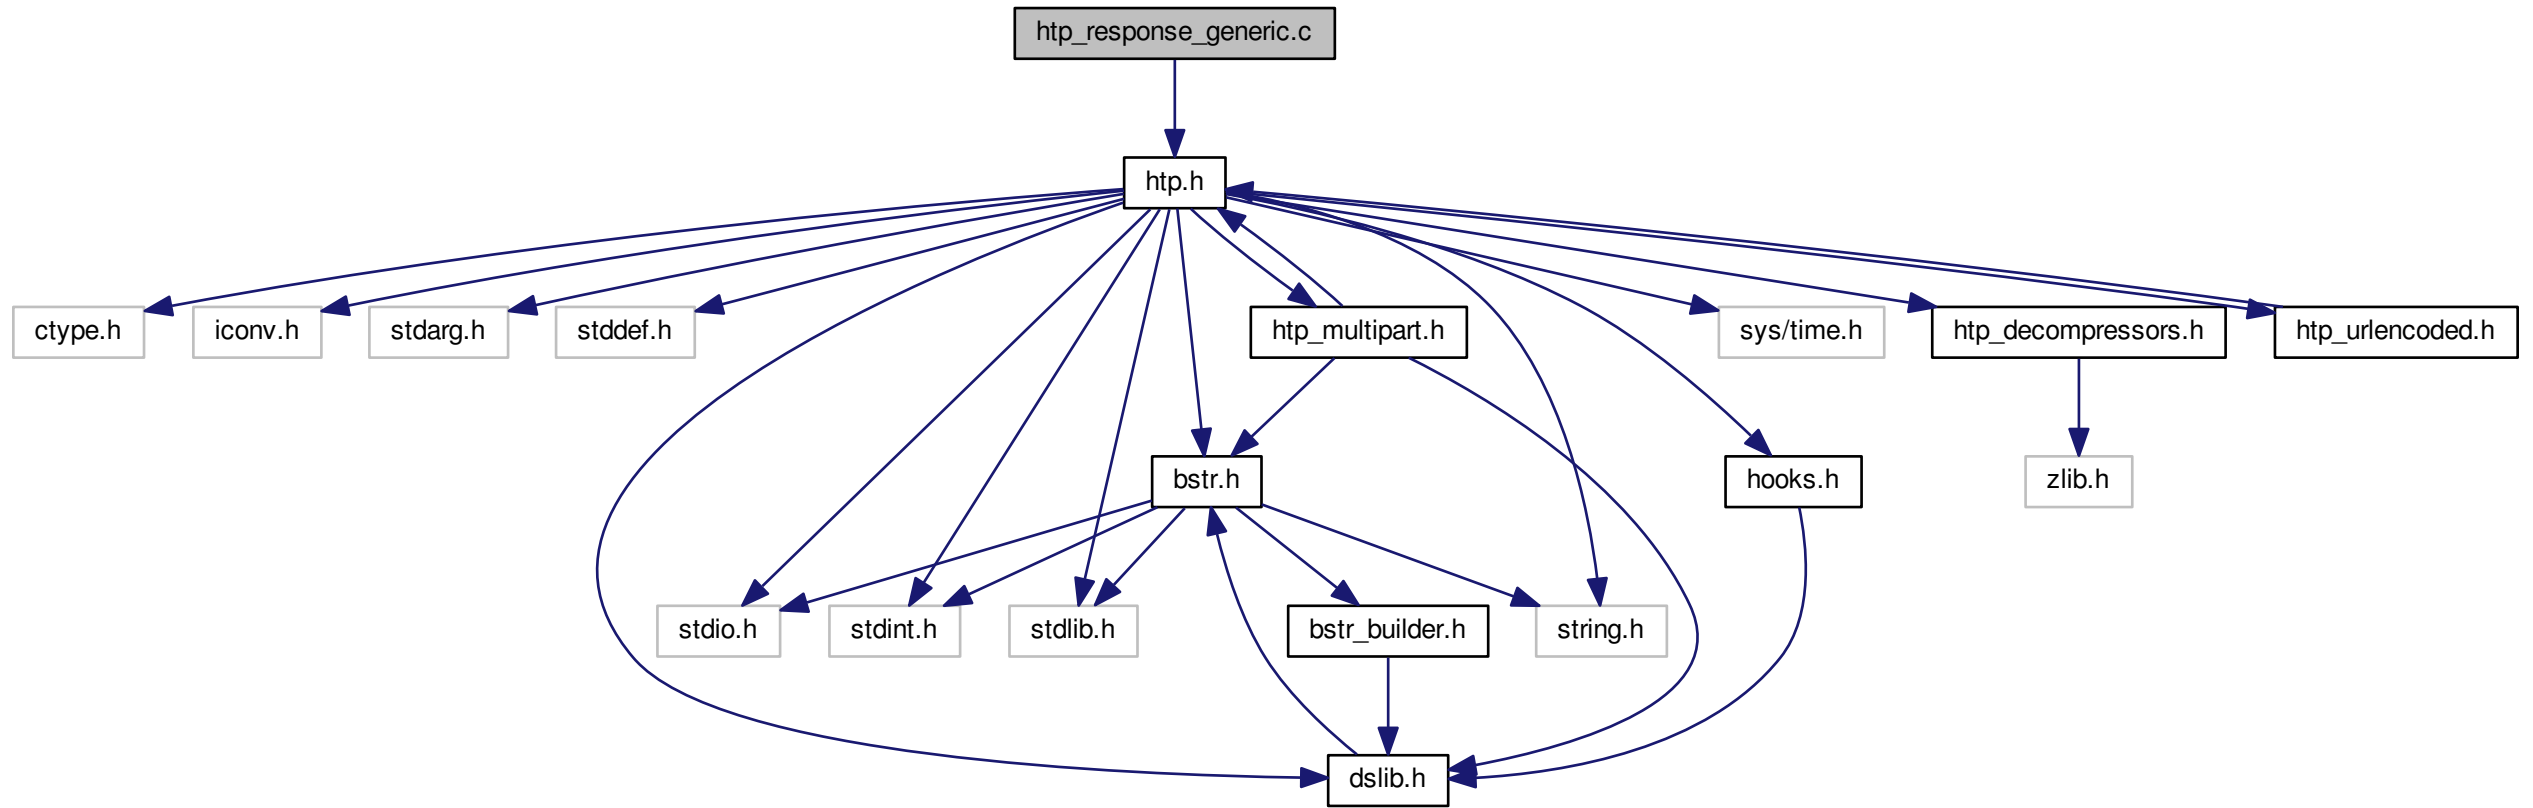 htp_response_generic.c
htp.h
ctype.h
iconv.h
stdarg.h
stddef.h
htp_multipart.h
sys/time.h
htp_decompressors.h
htp_urlencoded.h
bstr.h
hooks.h
zlib.h
stdio.h
stdint.h
stdlib.h
bstr_builder.h
string.h
dslib.h